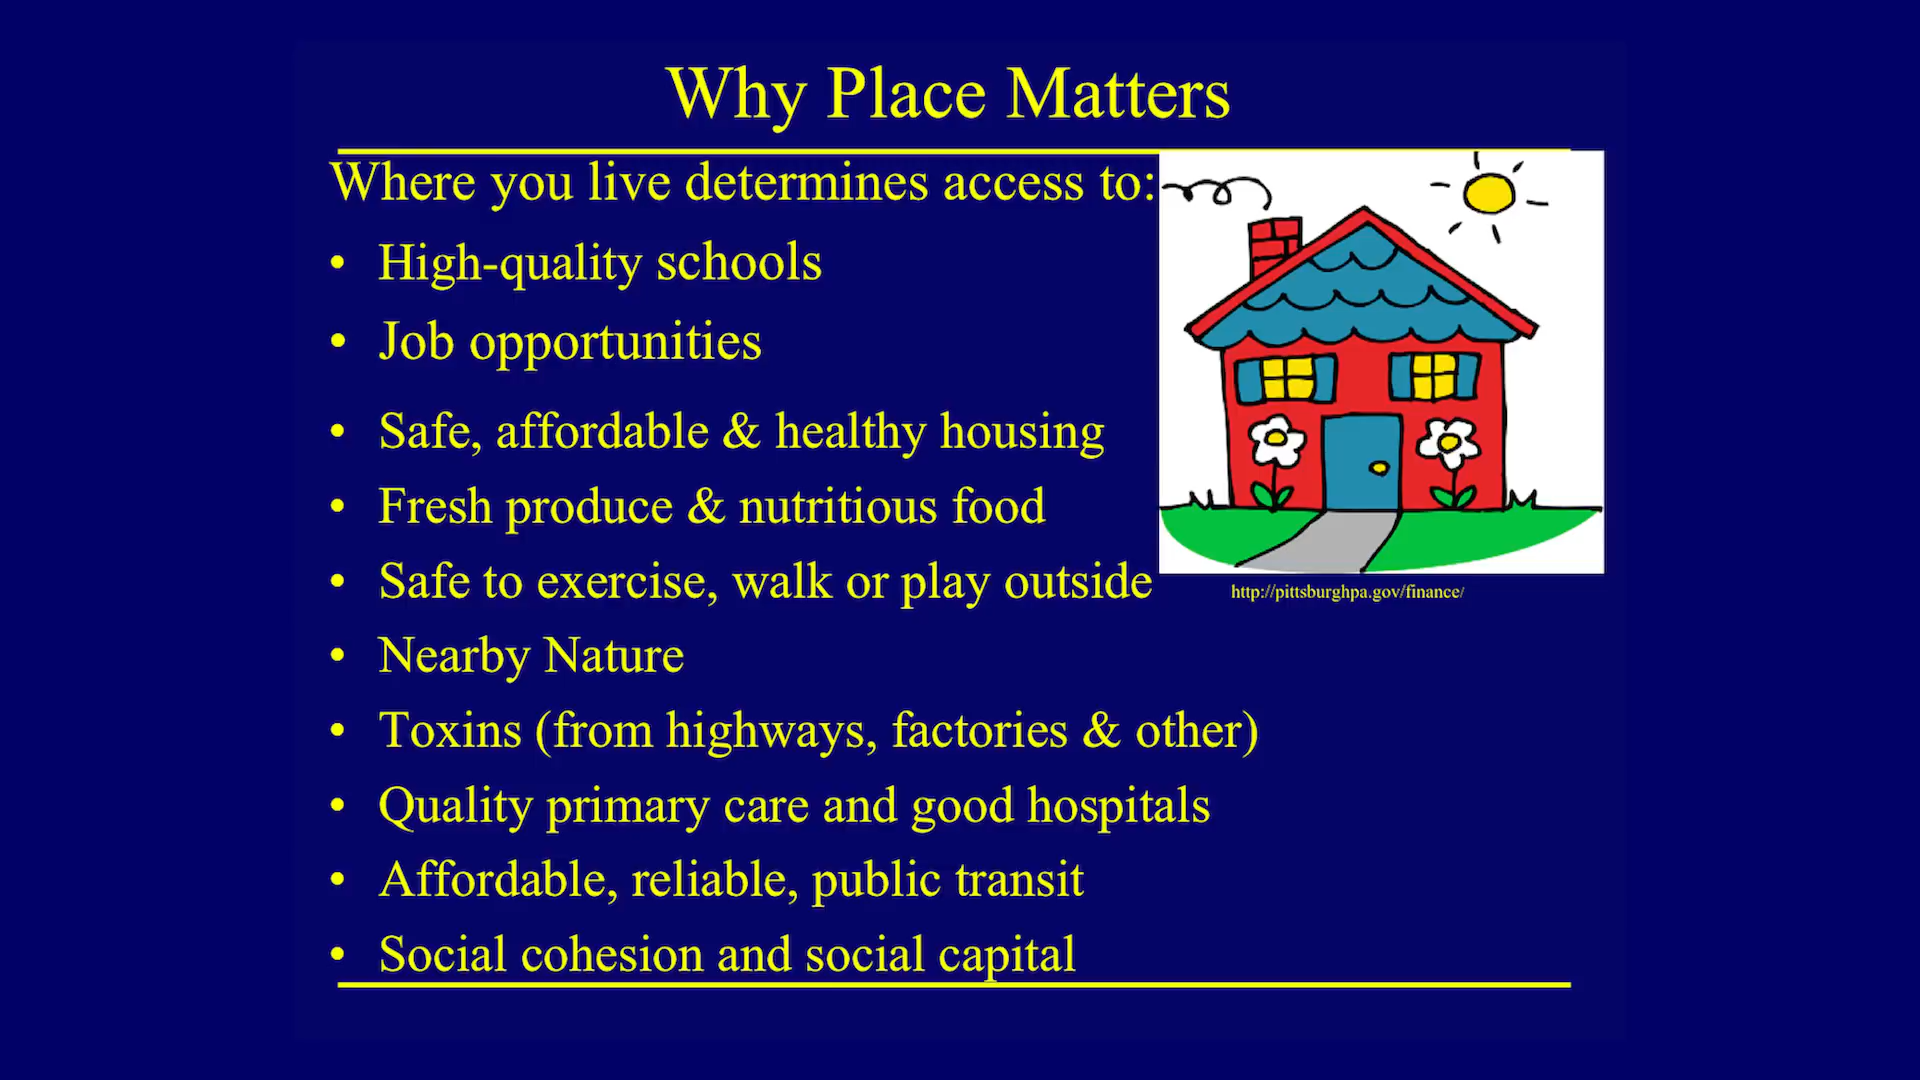 Why Place Matters
Where you live determines access to:
• High-quality schools
• Job opportunities
• Safe, affordable & healthy housing
• Fresh produce & nutritious food
• Safe to exercise, walk or play outside
http://pittsburghpa.gov/finance/
• Nearby Nature
• Toxins (from highways, factories & other)
• Quality primary care and good hospitals
• Affordable, reliable, public transit
• Social cohesion and social capital